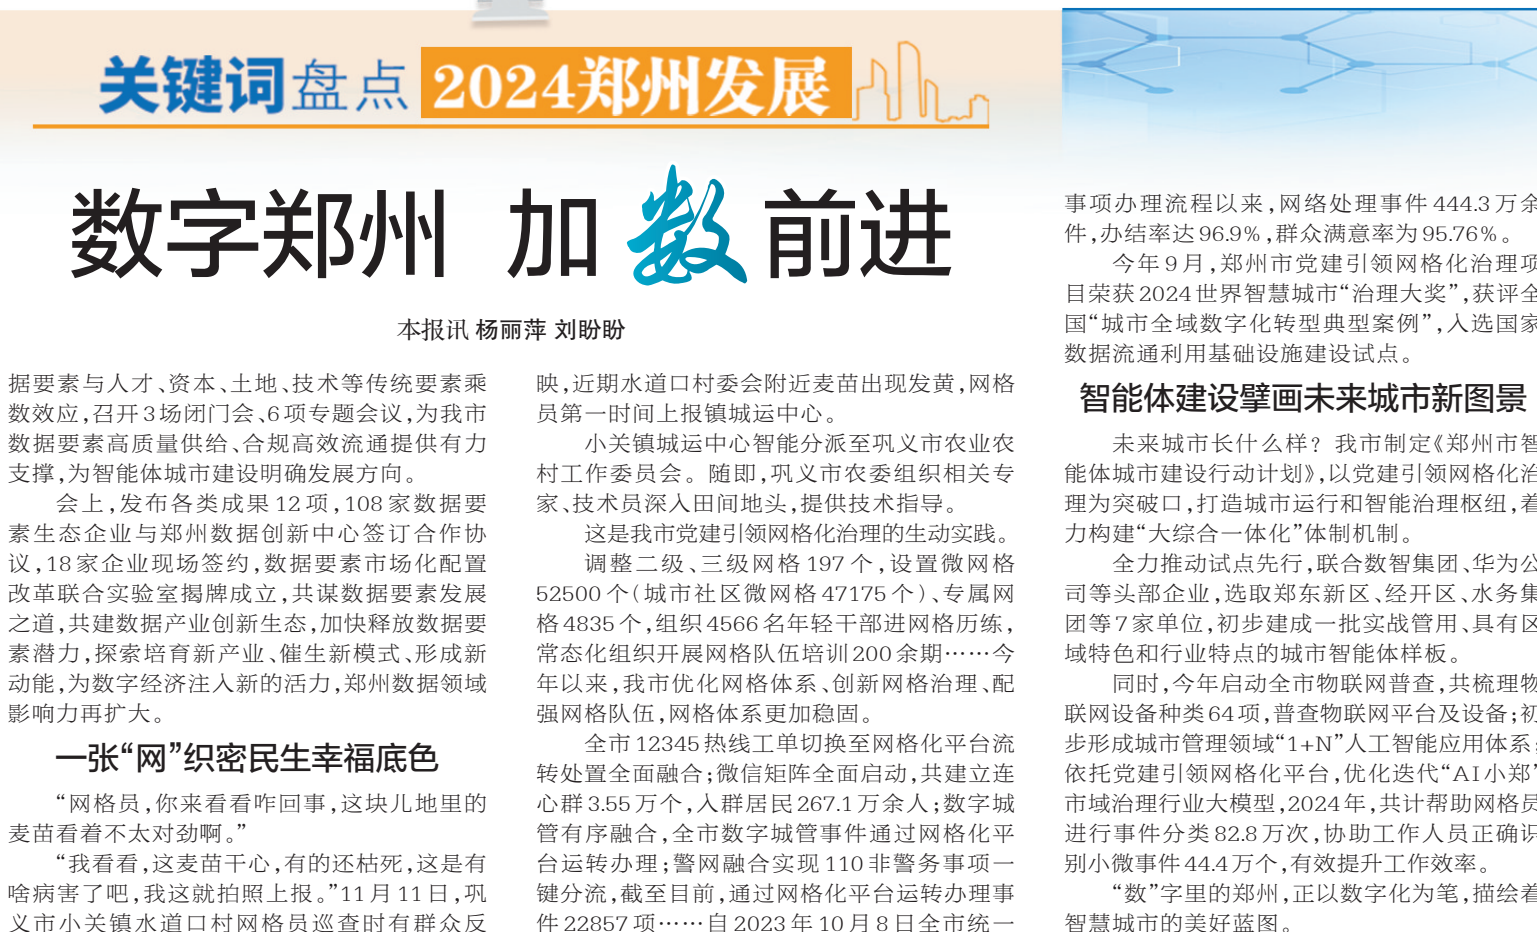 关键词盘点 2024郑州发展
数字郑州 加数前进
本报讯 杨丽萍 刘盼盼
据要素与人才、资本、土地、技术等传统要素乘
数效应,召开3场闭门会、6项专题会议,为我市
数据要素高质量供给、合规高效流通提供有力
支撑,为智能体城市建设明确发展方向。
会上,发布各类成果12项,108家数据要
素生态企业与郑州数据创新中心签订合作协
议,18家企业现场签约,数据要素市场化配置
改革联合实验室揭牌成立,共谋数据要素发展
之道,共建数据产业创新生态,加快释放数据要
素潜力,探索培育新产业、催生新模式、形成新
动能,为数字经济注入新的活力,郑州数据领域
影响力再扩大。
一张“网”织密民生幸福底色
“网格员,你来看看咋回事,这块儿地里的
麦苗看着不太对劲啊。”
“我看看,这麦苗干心,有的还枯死,这是有
啥病害了吧,我这就拍照上报。”11月11日,巩
义市小关镇水道口村网格员巡查时有群众反
映,近期水道口村委会附近麦苗出现发黄,网格
员第一时间上报镇城运中心。
小关镇城运中心智能分派至巩义市农业农
村工作委员会。随即,巩义市农委组织相关专
家、技术员深入田间地头,提供技术指导。
这是我市党建引领网格化治理的生动实践。
调整二级、三级网格197个,设置微网格
52500个(城市社区微网格47175个)、专属网
格4835个,组织4566名年轻干部进网格历练,
常态化组织开展网格队伍培训200余期……今
年以来,我市优化网格体系、创新网格治理、配
强网格队伍,网格体系更加稳固。
全市12345热线工单切换至网格化平台流
转处置全面融合;微信矩阵全面启动,共建立连
心群3.55万个,入群居民267.1万余人;数字城
管有序融合,全市数字城管事件通过网格化平
台运转办理;警网融合实现110非警务事项一
键分流,截至目前,通过网格化平台运转办理事
件22857项……自2023年10月8日全市统一
事项办理流程以来,网络处理事件444.3万余
件,办结率达96.9%,群众满意率为95.76%。
今年9月,郑州市党建引领网格化治理项
目荣获2024世界智慧城市“治理大奖”,获评全
国“城市全域数字化转型典型案例”,入选国家
数据流通利用基础设施建设试点。
智能体建设擘画未来城市新图景
未来城市长什么样?我市制定《郑州市智
能体城市建设行动计划》,以党建引领网格化治
理为突破口,打造城市运行和智能治理枢纽,着
力构建“大综合一体化”体制机制。
全力推动试点先行,联合数智集团、华为公
司等头部企业,选取郑东新区、经开区、水务集
团等7家单位,初步建成一批实战管用、具有区
域特色和行业特点的城市智能体样板。
同时,今年启动全市物联网普查,共梳理物
联网设备种类64项,普查物联网平台及设备;初
步形成城市管理领域“1+N”人工智能应用体系;
依托党建引领网格化平台,优化迭代“AI小郑”
市域治理行业大模型,2024年,共计帮助网格员
进行事件分类82.8万次,协助工作人员正确识
别小微事件44.4万个,有效提升工作效率。
“数”字里的郑州,正以数字化为笔,描绘着
智慧城市的美好蓝图。